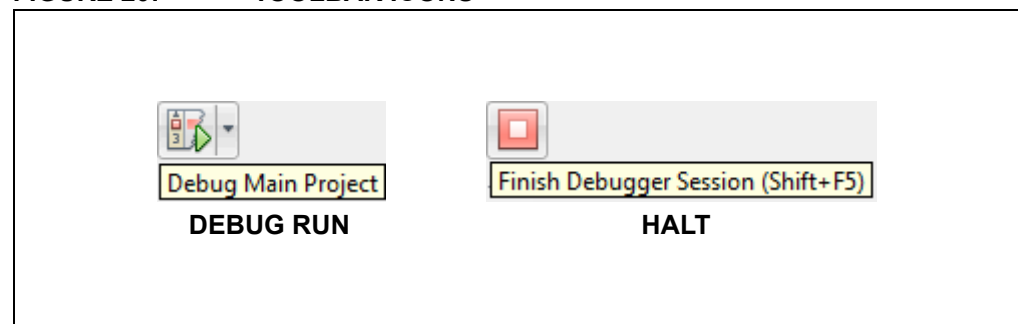 Debug Main Project
Finish Debugger Session (Shift+F5)
DEBUG RUN
HALT